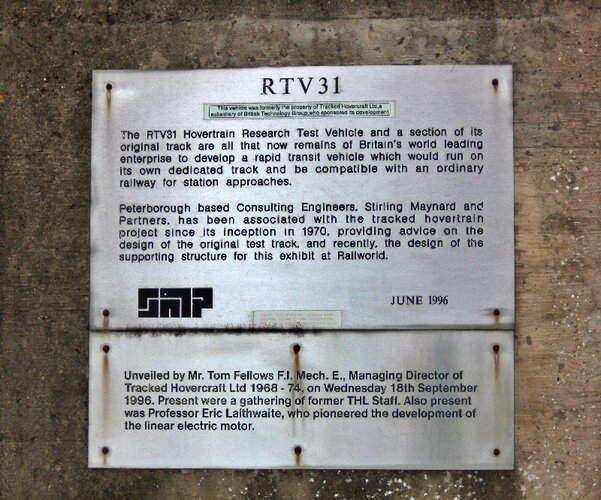 RTV31
This vehicle was formerly the property of Tracked Hovercraft Ltd,a
subsidiary of British Technology Group,who sponsored its development
The RTV31 Hovertrain Research Test Vehicle and a section of its
original track are all that now remains of Britain's world leading
enterprise to develop a rapid transit vehicle which would run on
its own dedicated track and be compatible with an ordinary
railway for station approaches.
Peterborough based Consulting Engineers, Stirling Maynard and
Partners, has been associated with the tracked hovertrain
project since its inception in 1970, providing advice on the
design of the original test track, and recently, the design of the
supporting structure for this exhibit at Railworld.
SMP
JUNE 1996
Unveiled by Mr. Tom Fellows F.I. Mech. E., Managing Director of
Tracked Hovercraft Ltd 1968 - 74, on Wednesday 18th September
1996. Present were a gathering of former THL Staff. Also present
was Professor Eric Laithwaite, who pioneered the development of
the linear electric motor.